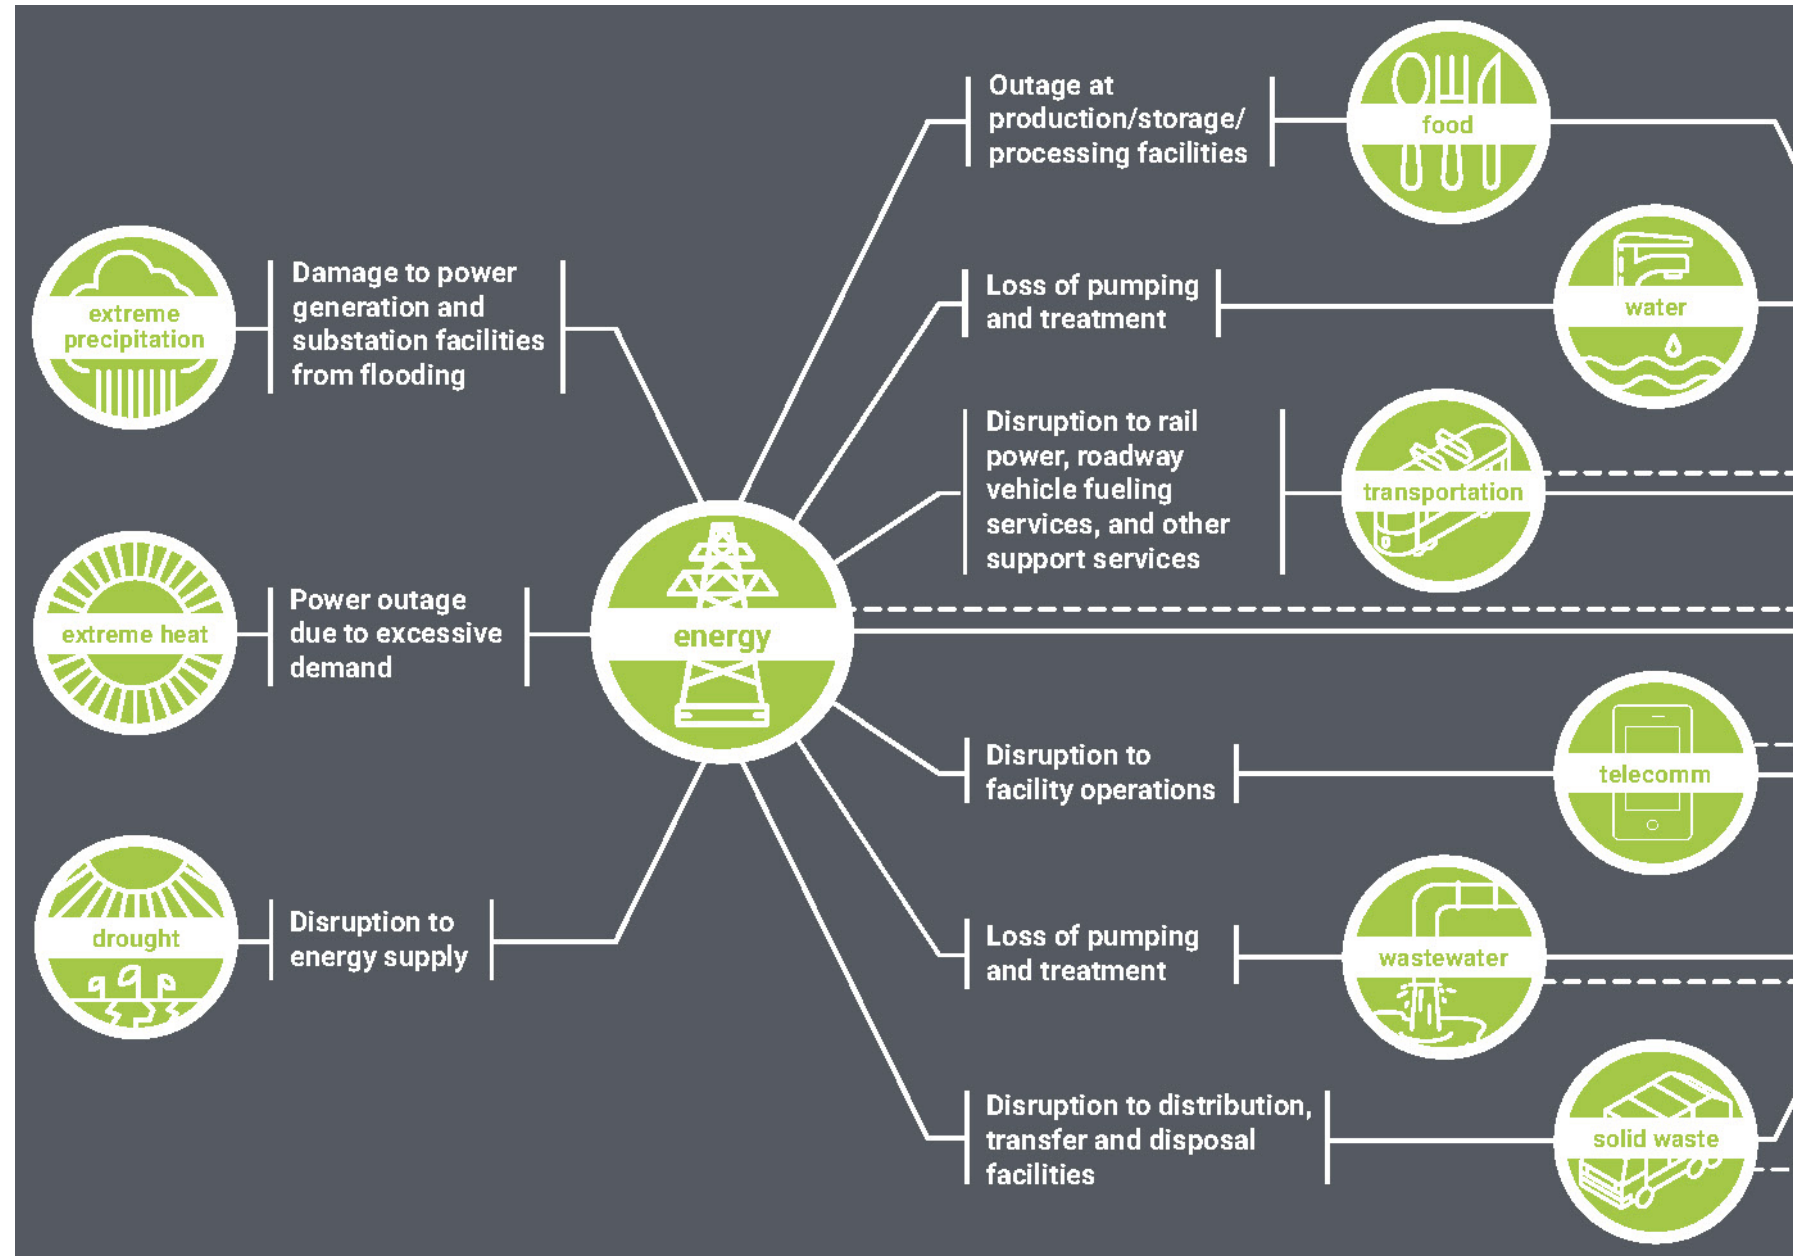 extreme
precipitation
Damage to power
generation and
substation facilities
from flooding
extreme heat
Power outage
due to excessive
demand
drought
Disruption to
energy supply
energy
Outage at
production/storage/
processing facilities
food
Loss of pumping
and treatment
water
Disruption to rail
power, roadway
vehicle fueling
services, and other
support services
transportation
Disruption to
facility operations
telecomm
Loss of pumping
and treatment
wastewater
Disruption to distribution,
transfer and disposal
facilities
solid waste